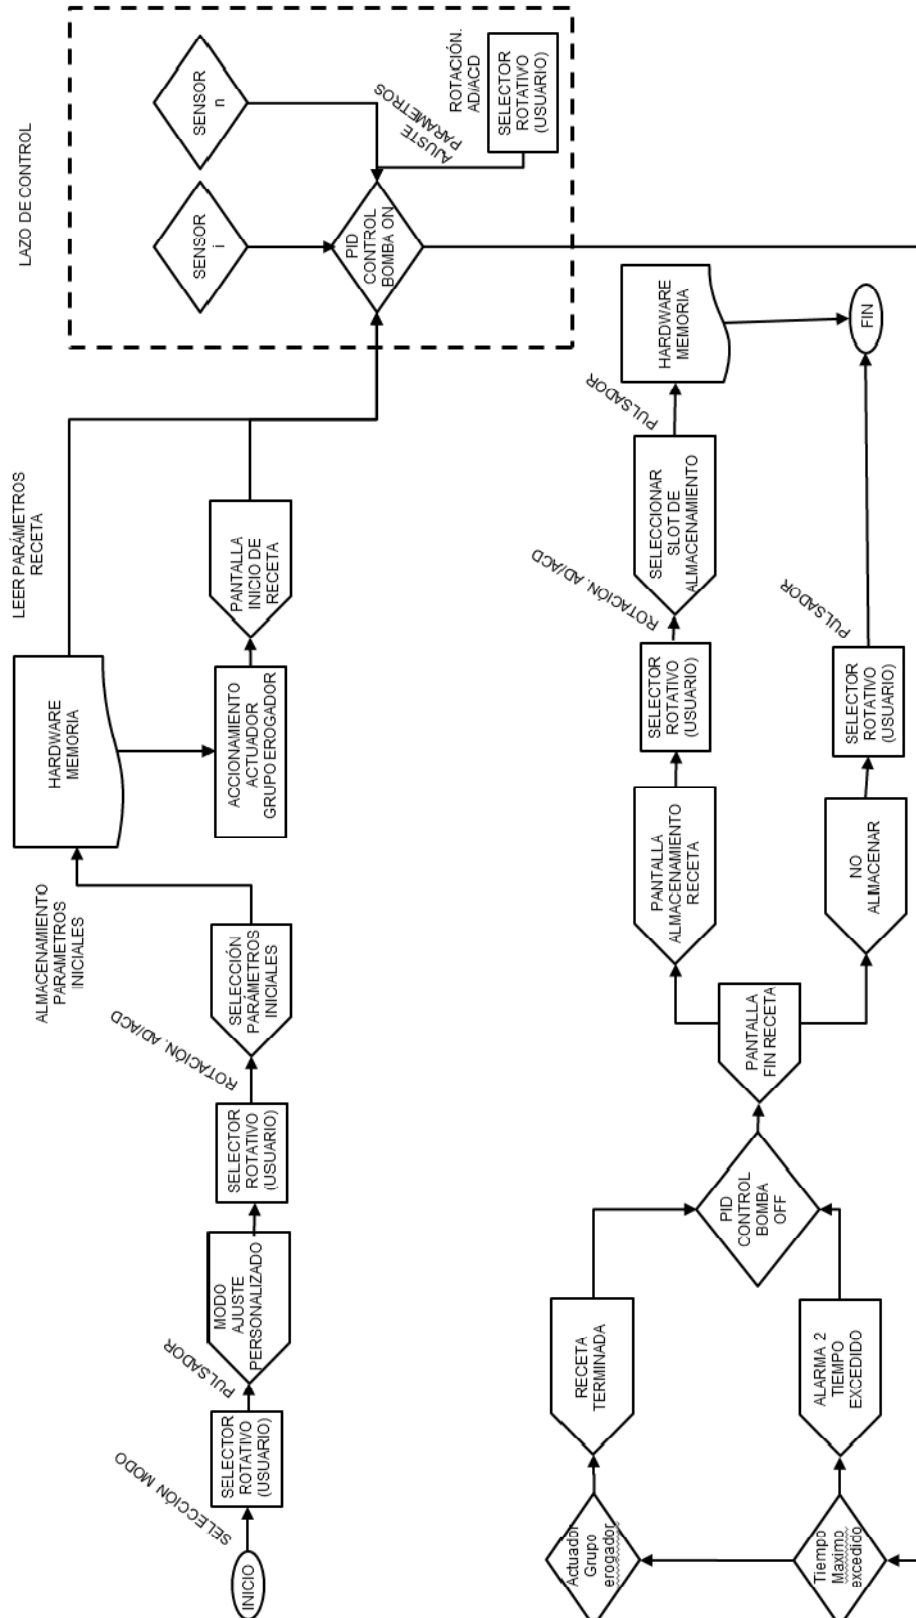 INICIO
SELECCIÓN MODO
SELECTOR
ROTATIVO
(USUARIO)
PULSADOR
MODO
AJUSTE
PERSONALIZADO
SELECTOR
ROTATIVO
(USUARIO)
ROTACIÓN. AD/ACD
SELECCIÓN
PARÁMETROS
INICIALES
ALMACENAMIENTO
PARAMETROS
INICIALES
HARDWARE
MEMORIA
LEER PARÁMETROS
RECETA
ACCIONAMIENTO
ACTUADOR
GRUPO EROGADOR
PANTALLA
INICIO DE
RECETA
LAZO DE CONTROL
SENSOR
i
SENSOR
n
PID
CONTROL
BOMBA ON
AJUSTE
PARAMETROS
ROTACIÓN.
AD/ACD
SELECTOR
ROTATIVO
(USUARIO)
Tiempo
Maximo
excedido
Actuador
Grupo
erogador
RECETA
TERMINADA
ALARMA 2
TIEMPO
EXCEDIDO
PID
CONTROL
BOMBA
OFF
PANTALLA
FIN RECETA
PANTALLA
ALMACENAMIENTO
RECETA
SELECTOR
ROTATIVO
(USUARIO)
ROTACIÓN. AD/ACD
SELECCIONAR
SLOT DE
ALMACENAMIENTO
PULSADOR
HARDWARE
MEMORIA
NO
ALMACENAR
SELECTOR
ROTATIVO
(USUARIO)
PULSADOR
FIN